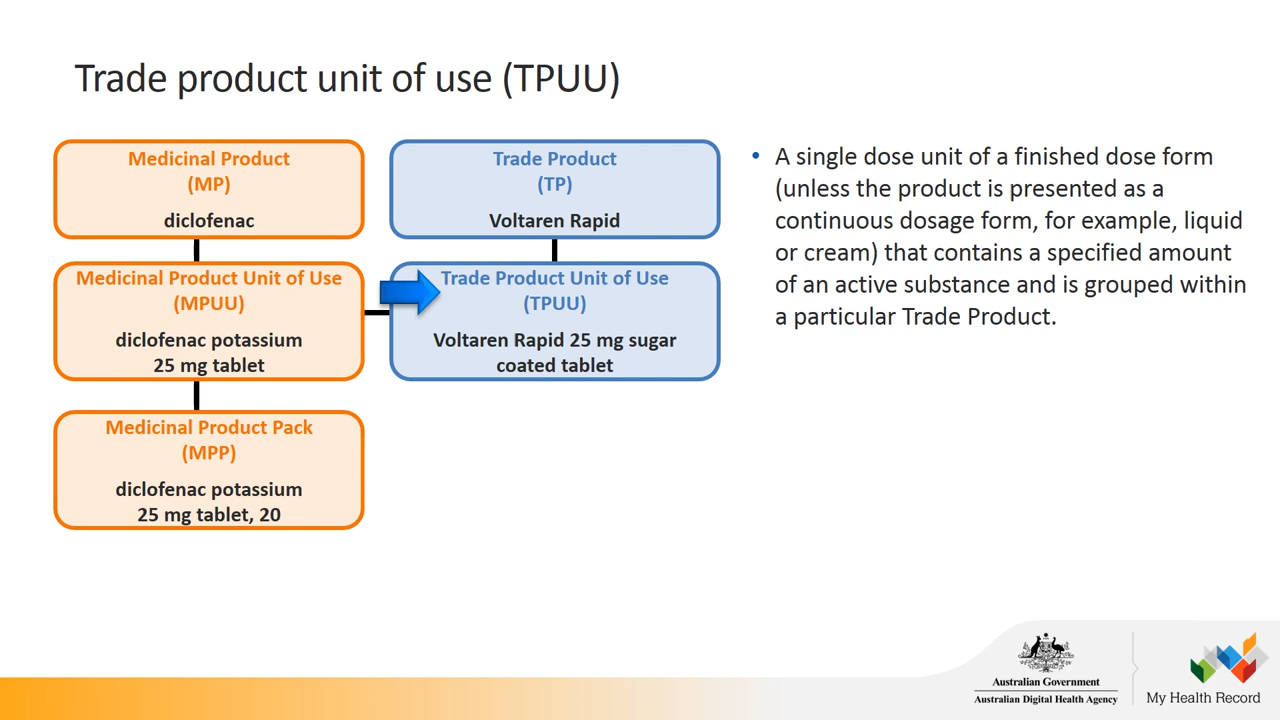 Trade product unit of use (TPUU)
Medicinal Product
(MP)
diclofenac
Trade Product
(TP)
Voltaren Rapid
Medicinal Product Unit of Use
(MPUU)
diclofenac potassium
25 mg tablet
Trade Product Unit of Use
(TPUU)
Voltaren Rapid 25 mg sugar
coated tablet
Medicinal Product Pack
(MPP)
diclofenac potassium
25 mg tablet, 20
• A single dose unit of a finished dose form
(unless the product is presented as a
continuous dosage form, for example, liquid
or cream) that contains a specified amount
of an active substance and is grouped within
a particular Trade Product.
Australian Government
Australian Digital Health Agency
My Health Record